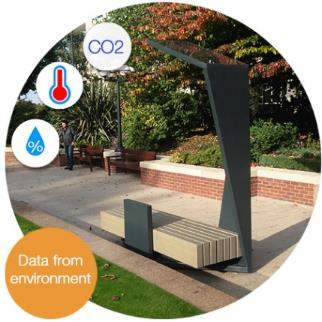 CO2
%
Data from
environment